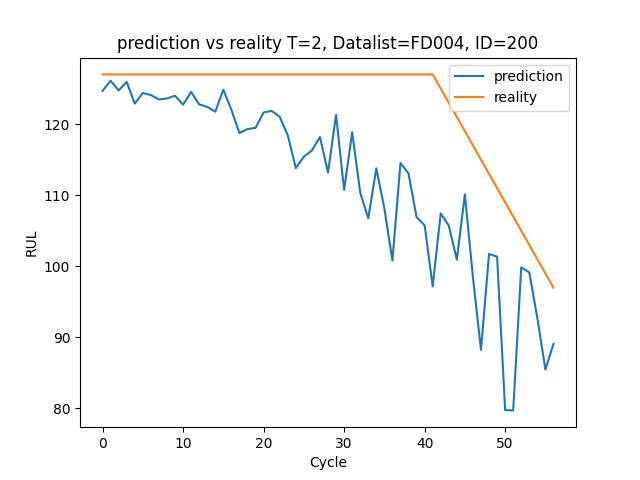 prediction vs reality T=2, Datalist=FD004, ID=200
prediction
reality
RUL
120
110
100
90
80
0 10 20 30 40 50
Cycle